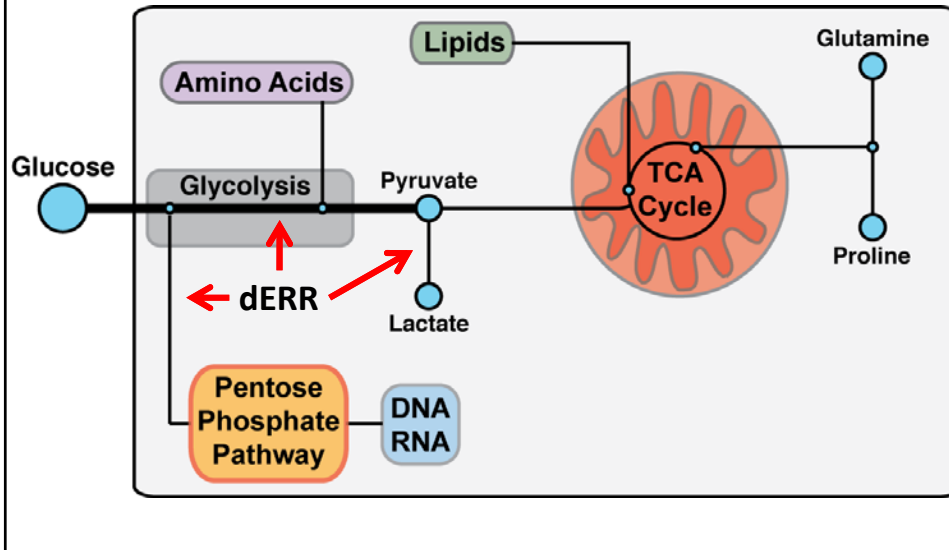 Lipids
Glutamine
Amino Acids
Glucose
Glycolysis
Pyruvate
TCA
Cycle
Proline
dERR
Lactate
Pentose
Phosphate
Pathway
DNA
RNA